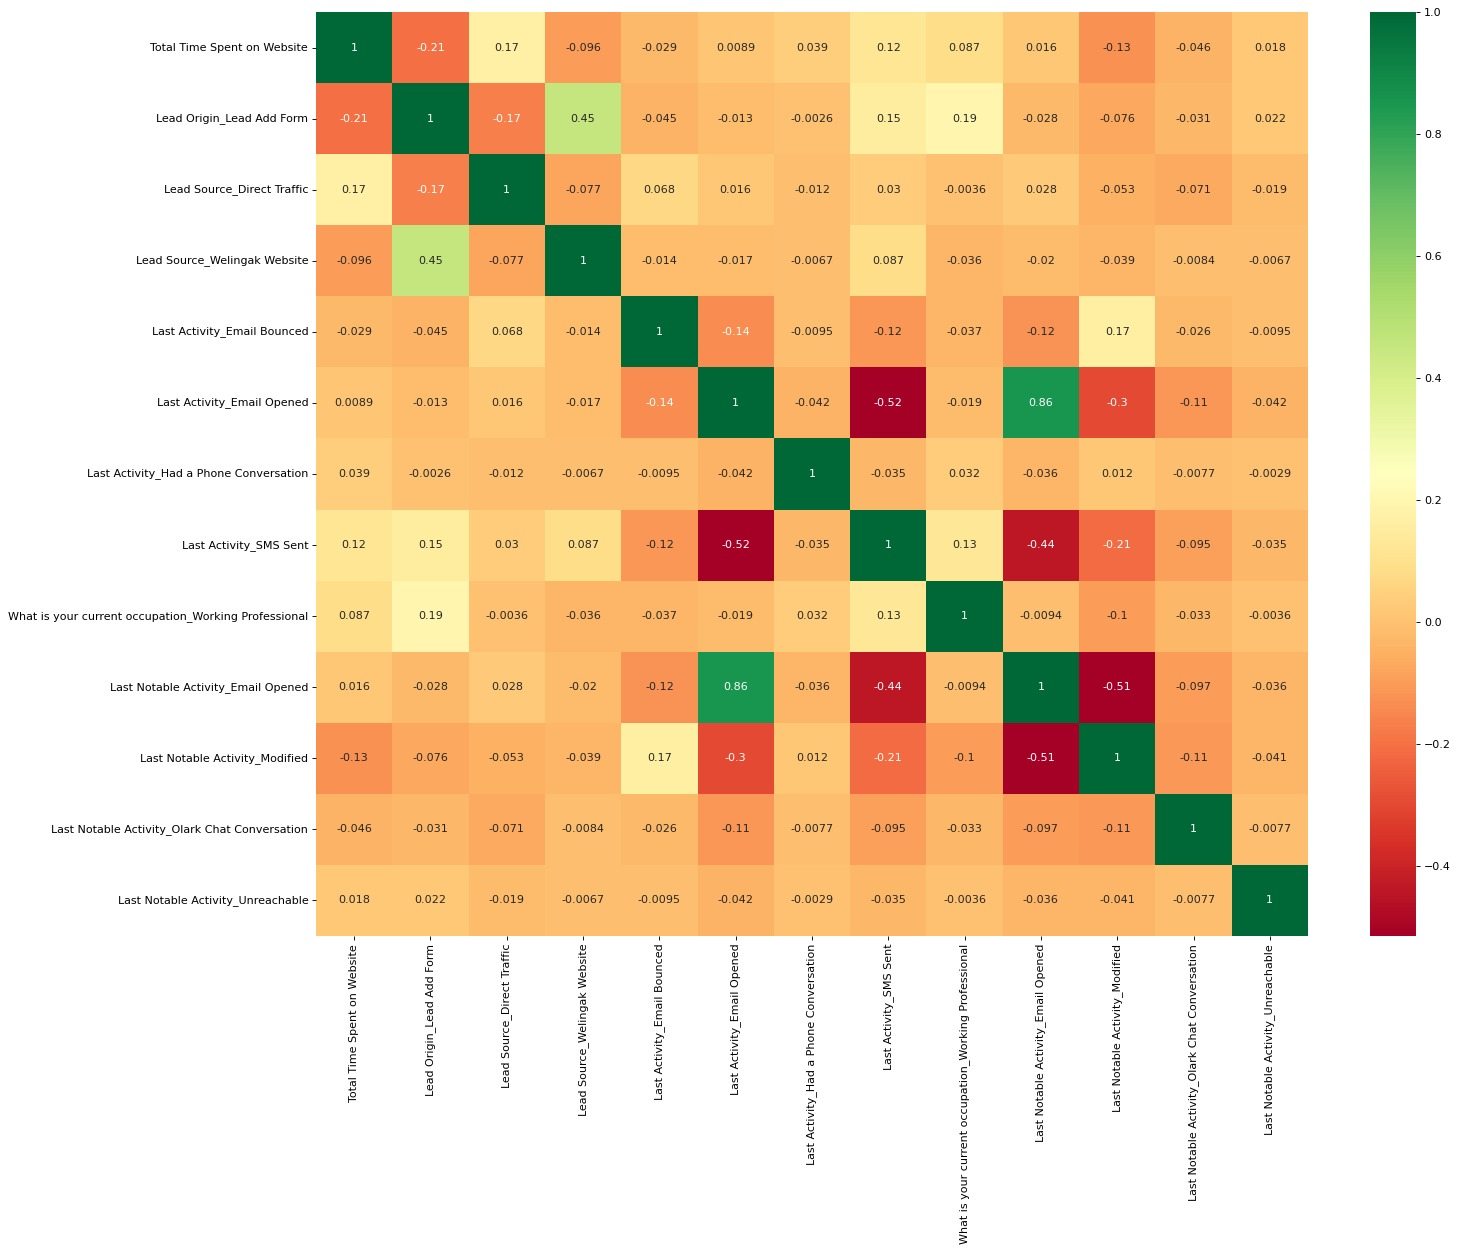 Total Time Spent on Website 1 -0.21 0.17 -0.096 -0.029 0.0089 0.039 0.12 0.087 0.016 -0.13 -0.046 0.018
Lead Origin_Lead Add Form -0.21 1 -0.17 0.45 -0.045 -0.013 -0.0026 0.15 0.19 -0.028 -0.076 -0.031 0.022
Lead Source_Direct Traffic 0.17 -0.17 1 -0.077 0.068 0.016 -0.012 0.03 -0.0036 0.028 -0.053 -0.071 -0.019
Lead Source_Welingak Website -0.096 0.45 -0.077 1 -0.014 -0.017 -0.0067 0.087 -0.036 -0.02 -0.039 -0.0084 -0.0067
Last Activity_Email Bounced -0.029 -0.045 0.068 -0.014 1 -0.14 -0.0095 -0.12 -0.037 -0.12 0.17 -0.026 -0.0095
Last Activity_Email Opened 0.0089 -0.013 0.016 -0.017 -0.14 1 -0.042 -0.52 -0.019 0.86 -0.3 -0.11 -0.042
Last Activity_Had a Phone Conversation 0.039 -0.0026 -0.012 -0.0067 -0.0095 -0.042 1 -0.035 0.032 -0.036 0.012 -0.0077 -0.0029
Last Activity_SMS Sent 0.12 0.15 0.03 0.087 -0.12 -0.52 -0.035 1 0.13 -0.44 -0.21 -0.095 -0.035
What is your current occupation_Working Professional 0.087 0.19 -0.0036 -0.036 -0.037 -0.019 0.032 0.13 1 -0.0094 -0.1 -0.033 -0.0036
Last Notable Activity_Email Opened 0.016 -0.028 0.028 -0.02 -0.12 0.86 -0.036 -0.44 -0.0094 1 -0.51 -0.097 -0.036
Last Notable Activity_Modified -0.13 -0.076 -0.053 -0.039 0.17 -0.3 0.012 -0.21 -0.1 -0.51 1 -0.11 -0.041
Last Notable Activity_Olark Chat Conversation -0.046 -0.031 -0.071 -0.0084 -0.026 -0.11 -0.0077 -0.095 -0.033 -0.097 -0.11 1 -0.0077
Last Notable Activity_Unreachable 0.018 0.022 -0.019 -0.0067 -0.0095 -0.042 -0.0029 -0.035 -0.0036 -0.036 -0.041 -0.0077 1
Total Time Spent on Website
Lead Origin_Lead Add Form
Lead Source_Direct Traffic
Lead Source_Welingak Website
Last Activity_Email Bounced
Last Activity_Email Opened
Last Activity_Had a Phone Conversation
Last Activity_SMS Sent
What is your current occupation_Working Professional
Last Notable Activity_Email Opened
Last Notable Activity_Modified
Last Notable Activity_Olark Chat Conversation
Last Notable Activity_Unreachable
1.0
0.8
0.6
0.4
0.2
0.0
−0.2
−0.4